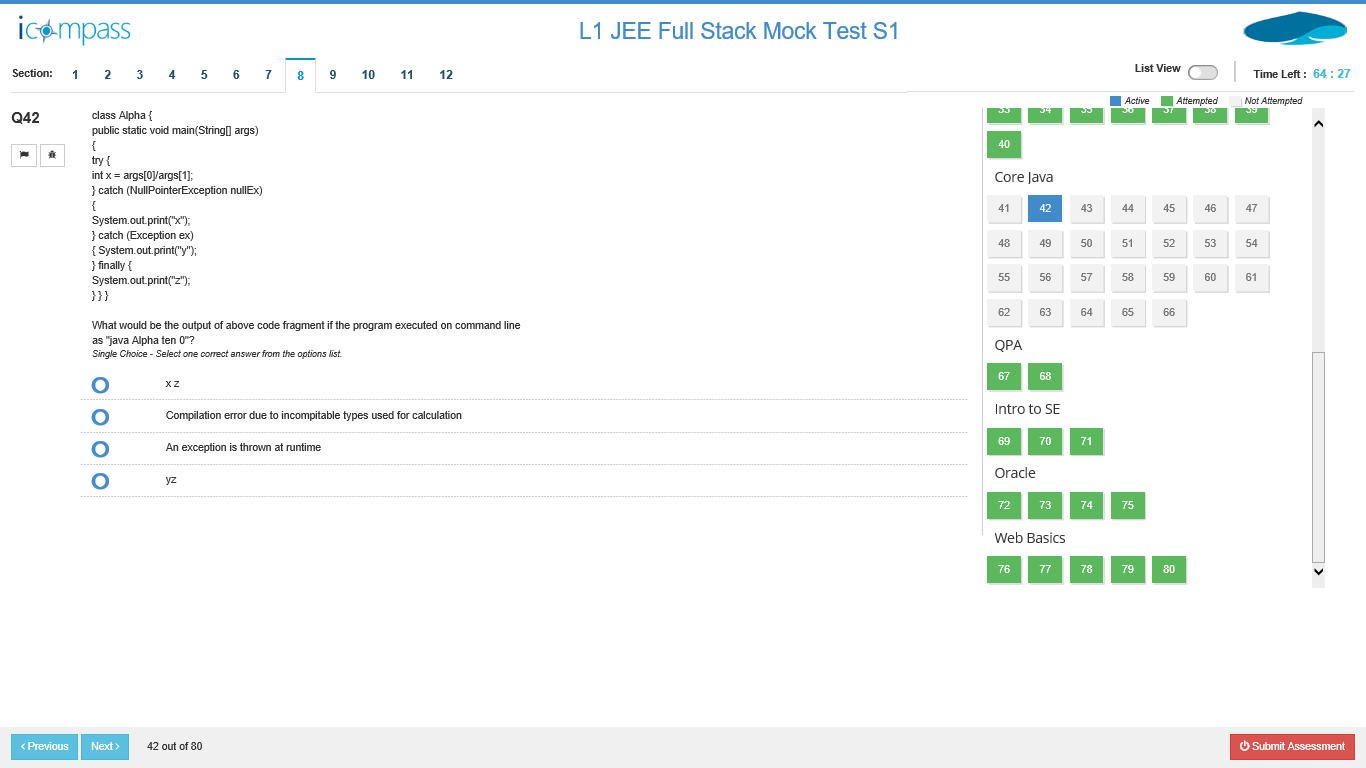 icompass
L1 JEE Full Stack Mock Test S1
Section: 1 2 3 4 5 6 7 8 9 10 11 12
List View
Time Left : 64 : 27
Active Attempted Not Attempted
Q42
class Alpha {
public static void main(String[] args)
{
try {
int x = args[0]/args[1];
} catch (NullPointerException nullEx)
{
System.out.print("x");
} catch (Exception ex)
{ System.out.print("y");
} finally {
System.out.print("z");
} } }
What would be the output of above code fragment if the program executed on command line
as "java Alpha ten 0"?
Single Choice - Select one correct answer from the options list.
x z
Compilation error due to incompitable types used for calculation
An exception is thrown at runtime
yz
33 34 35 36 37 38 39
40
Core Java
41 42 43 44 45 46 47
48 49 50 51 52 53 54
55 56 57 58 59 60 61
62 63 64 65 66
QPA
67 68
Intro to SE
69 70 71
Oracle
72 73 74 75
Web Basics
76 77 78 79 80
Previous Next 42 out of 80
Submit Assessment